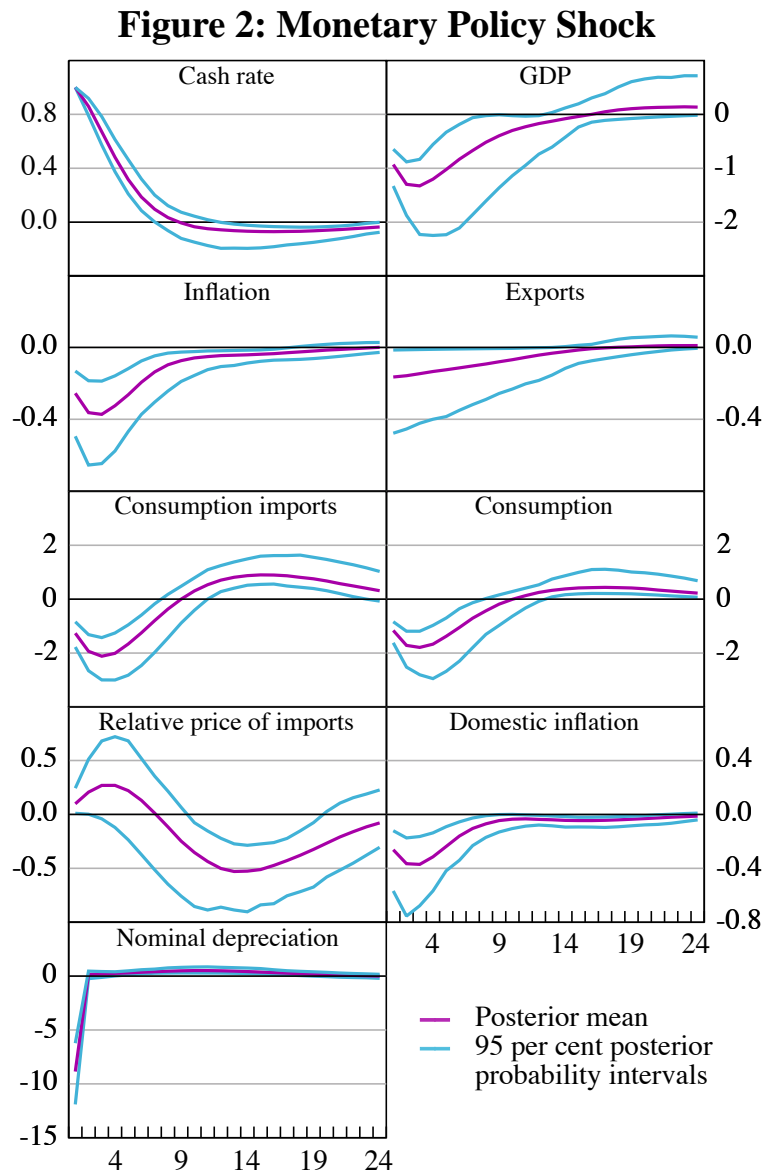 Figure 2: Monetary Policy Shock
Cash rate
GDP
0.8
0.4
0.0
0
-1
-2
Inflation
Exports
0.0
-0.4
0.0
-0.4
Consumption imports
Consumption
2
0
-2
2
0
-2
Relative price of imports
Domestic inflation
0.5
0.0
-0.5
0.4
0.0
-0.4
-0.8
4 9 14 19 24
Nominal depreciation
0
-5
-10
-15
4 9 14 19 24
Posterior mean
95 per cent posterior
probability intervals